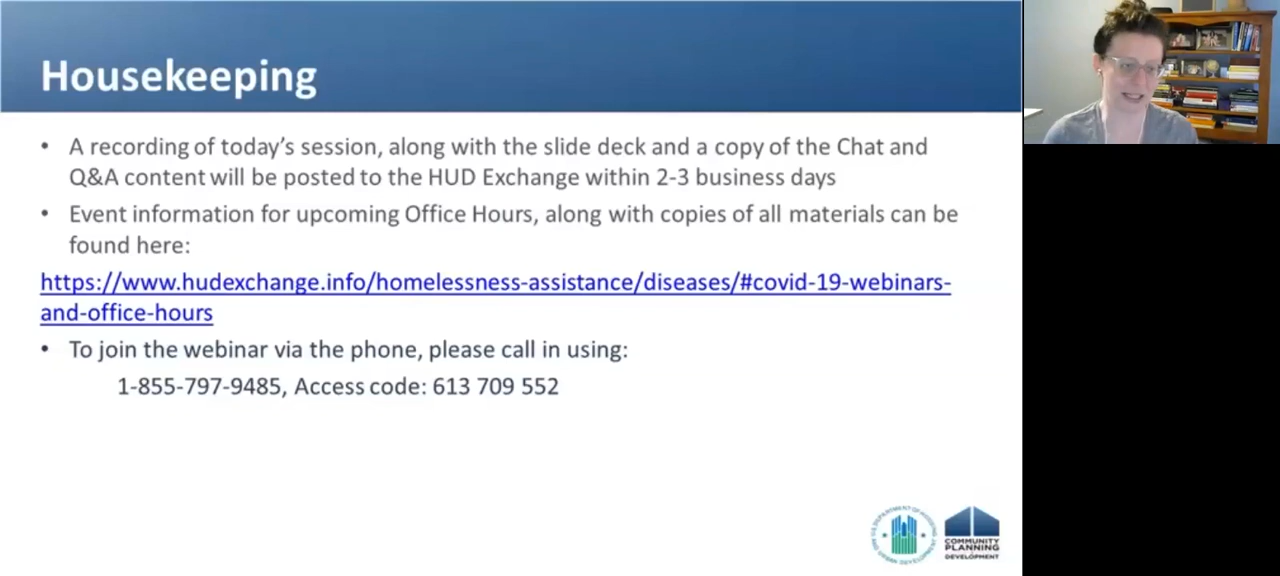 Housekeeping
• A recording of today's session, along with the slide deck and a copy of the Chat and
Q&A content will be posted to the HUD Exchange within 2-3 business days
• Event information for upcoming Office Hours, along with copies of all materials can be
found here:
https://www.hudexchange.info/homelessness-assistance/diseases/#covid-19-webinars-
and-office-hours
• To join the webinar via the phone, please call in using:
1-855-797-9485, Access code: 613 709 552
COMMUNITY
PLANNING
DEVELOPMENT